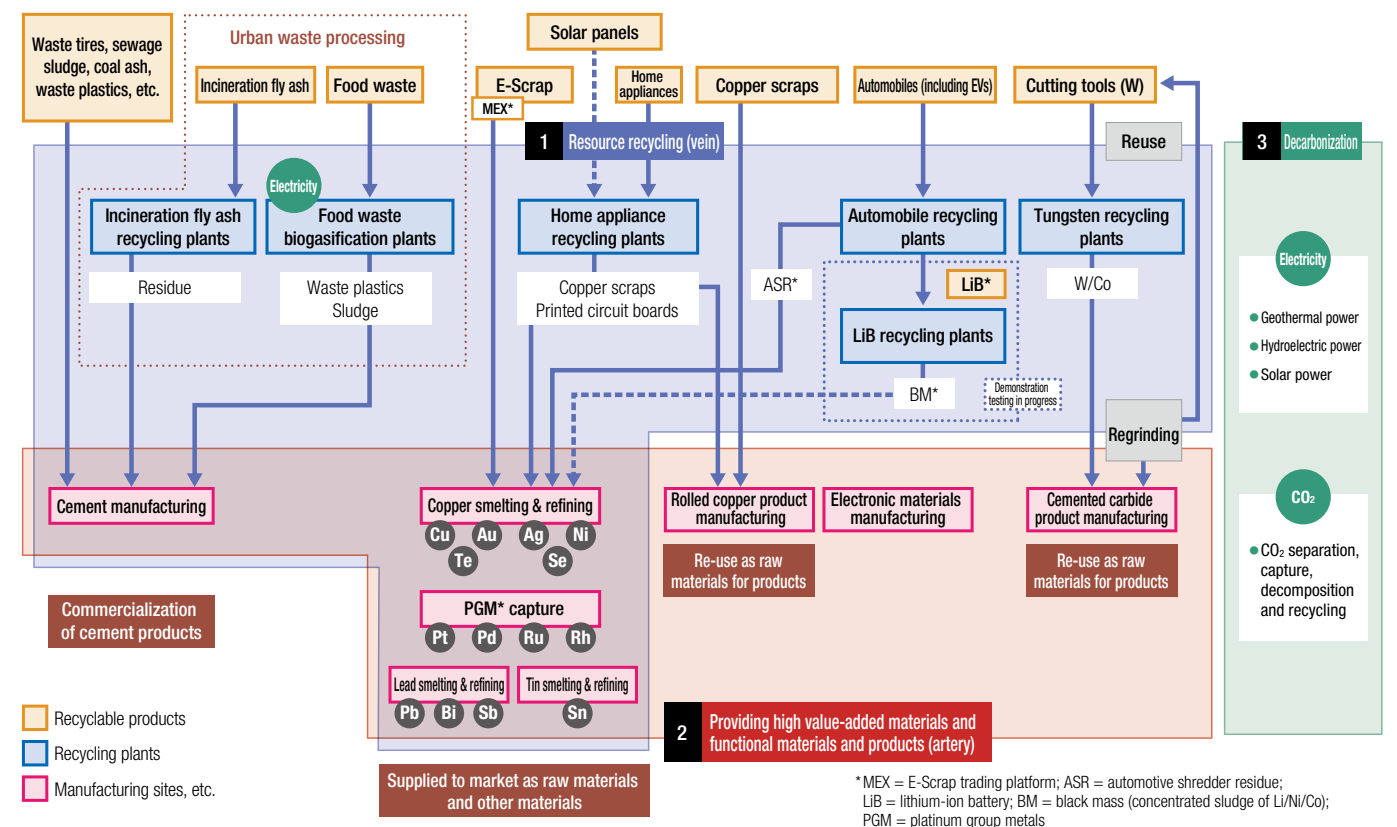 Waste tires, sewage
sludge, coal ash,
waste plastics, etc.
Urban waste processing
Incineration fly ash
Food waste
E-Scrap
MEX*
Solar panels
Home
appliances
Copper scraps
Automobiles (including EVs)
Cutting tools (W)
1 Resource recycling (vein)
Reuse
3 Decarbonization
Electricity
Incineration fly ash
recycling plants
Food waste
biogasification plants
Home appliance
recycling plants
Automobile recycling
plants
Tungsten recycling
plants
Residue
Waste plastics
Sludge
Copper scraps
Printed circuit boards
ASR*
LiB*
W/Co
LiB recycling plants
BM*
Demonstration
testing in progress
Regrinding
Electricity
Geothermal power
Hydroelectric power
Solar power
CO₂
CO₂ separation,
capture,
decomposition
and recycling
Cement manufacturing
Copper smelting & refining
Cu Au Ag Ni
Te Se
Rolled copper product
manufacturing
Electronic materials
manufacturing
Cemented carbide
product manufacturing
Re-use as raw
materials for products
Re-use as raw
materials for products
Commercialization
of cement products
PGM* capture
Pt Pd Ru Rh
Lead smelting & refining
Pb Bi Sb
Tin smelting & refining
Sn
2 Providing high value-added materials and
functional materials and products (artery)
Supplied to market as raw materials
and other materials
Recyclable products
Recycling plants
Manufacturing sites, etc.
*MEX = E-Scrap trading platform; ASR = automotive shredder residue;
LiB = lithium-ion battery; BM = black mass (concentrated sludge of Li/Ni/Co);
PGM = platinum group metals